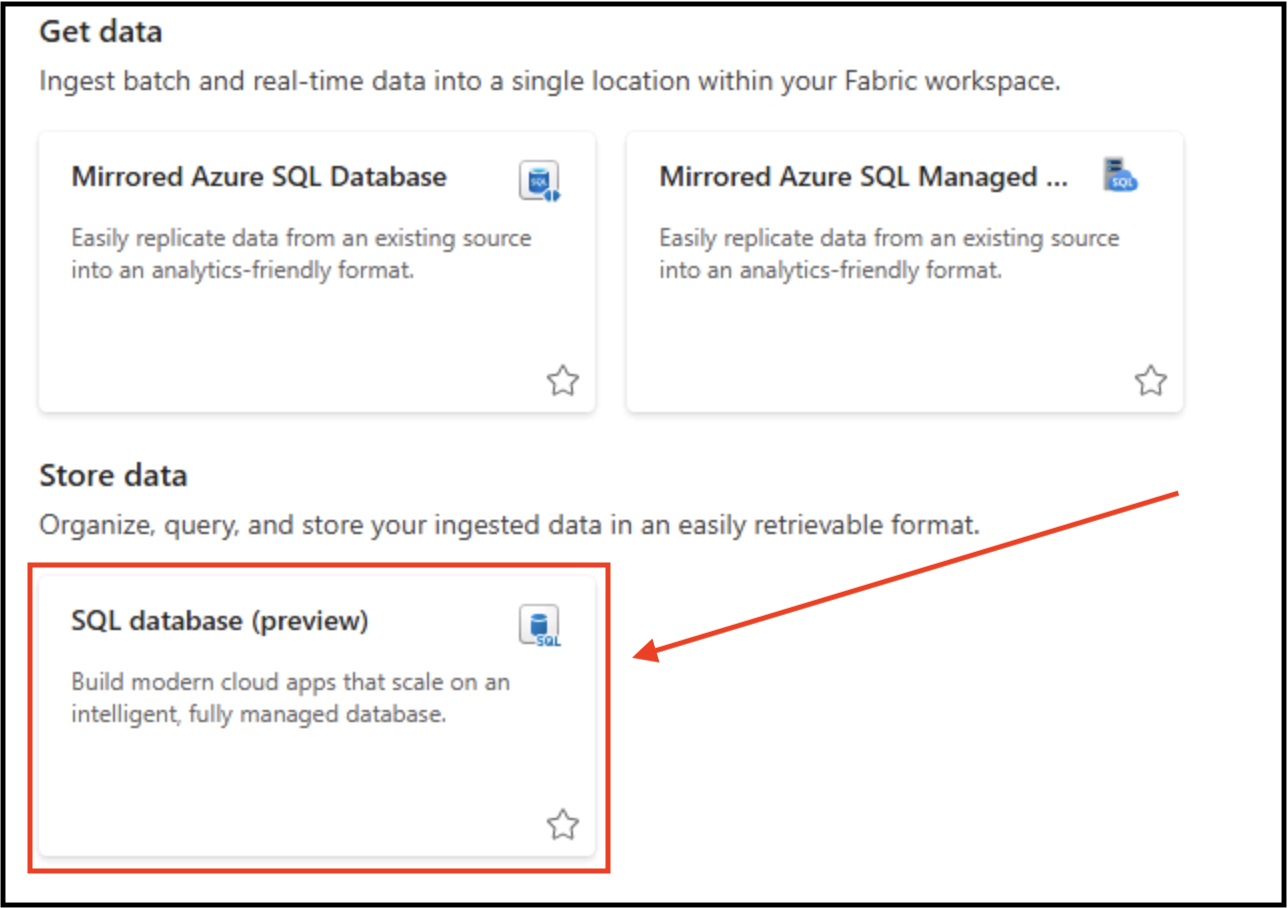 Get data
Ingest batch and real-time data into a single location within your Fabric workspace.
Mirrored Azure SQL Database
SQL
Easily replicate data from an existing source
into an analytics-friendly format.
Mirrored Azure SQL Managed ...
SQL
Easily replicate data from an existing source
into an analytics-friendly format.
Store data
Organize, query, and store your ingested data in an easily retrievable format.
SQL database (preview)
SQL
Build modern cloud apps that scale on an
intelligent, fully managed database.